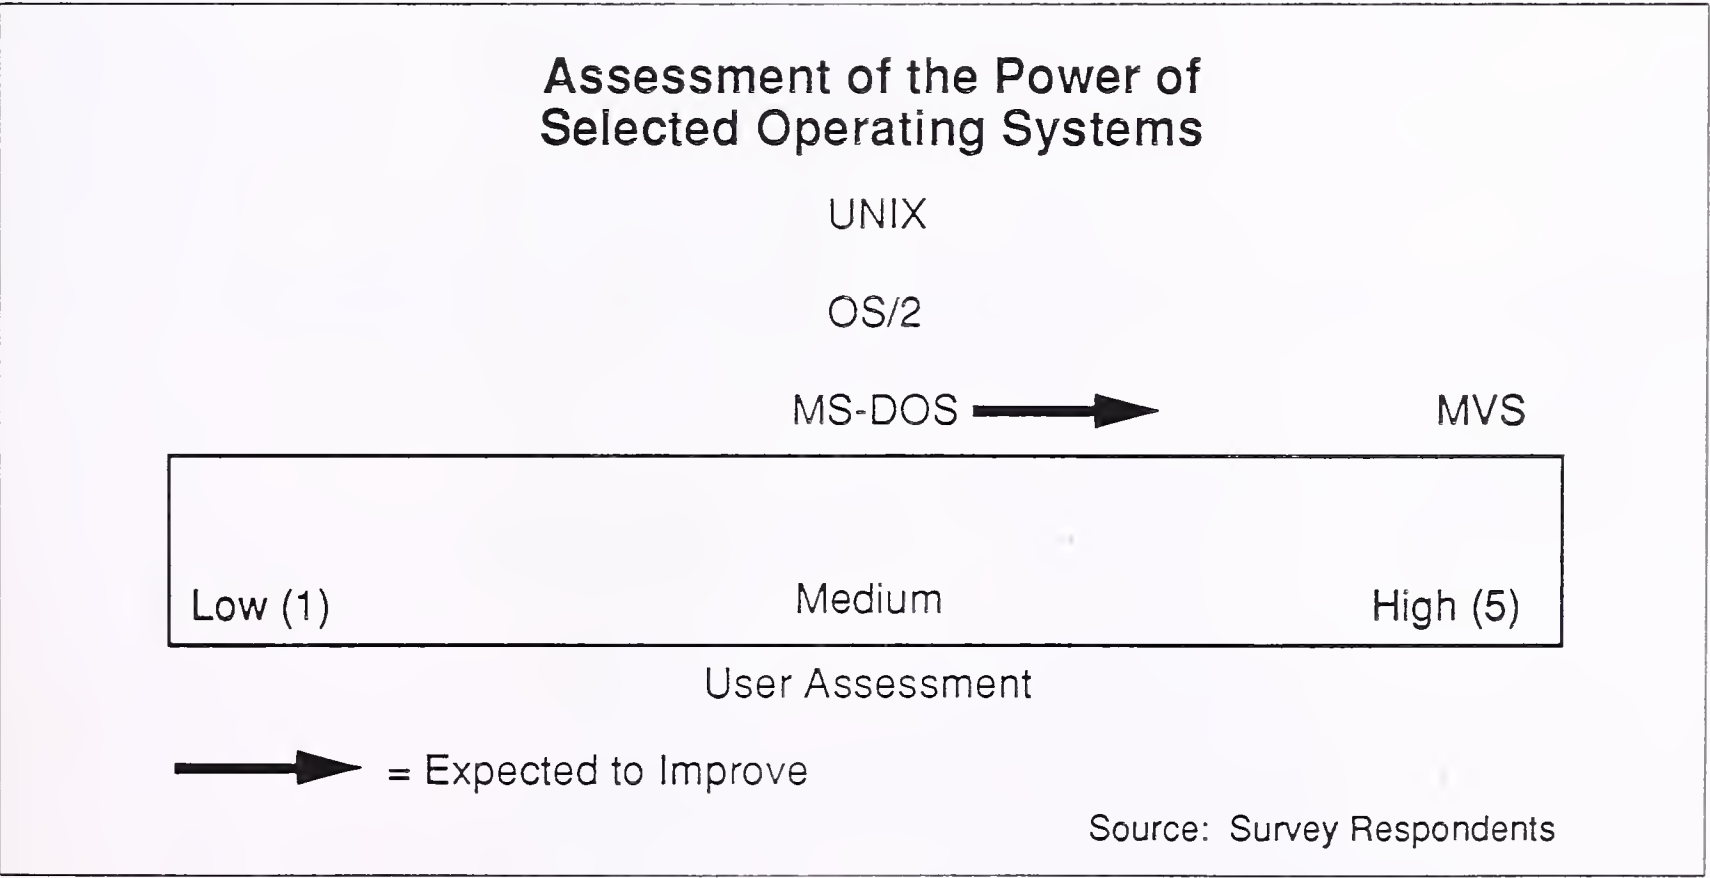 Assessment of the Power of
Selected Operating Systems
UNIX
OS/2
MS-DOS MVS
Low (1) Medium High (5)
User Assessment
= Expected to Improve
Source: Survey Respondents